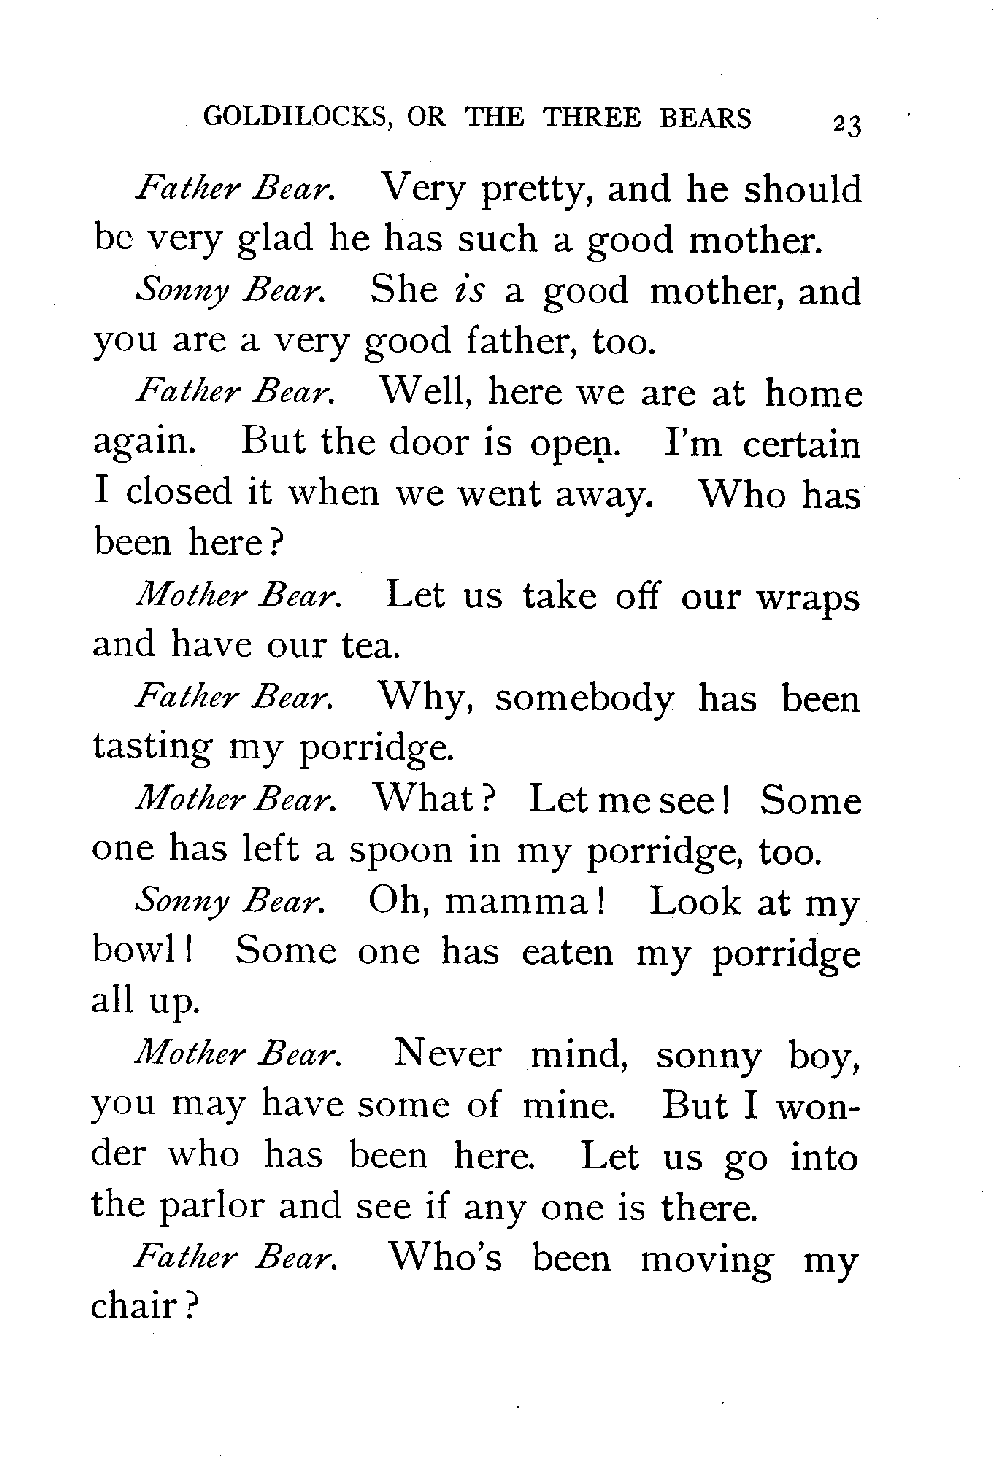 GOLDILOCKS, OR THE THREE BEARS 23
Father Bear. Very pretty, and he should
be very glad he has such a good mother.
Sonny Bear. She is a good mother, and
you are a very good father, too.
Father Bear. Well, here we are at home
again. But the door is open. I'm certain
I closed it when we went away. Who has
been here?
Mother Bear. Let us take off our wraps
and have our tea.
Father Bear. Why, somebody has been
tasting my porridge.
Mother Bear. What? Let me see! Some
one has left a spoon in my porridge, too.
Sonny Bear. Oh, mamma! Look at my
bowl! Some one has eaten my porridge
all up.
Mother Bear. Never mind, sonny boy,
you may have some of mine. But I won-
der who has been here. Let us go into
the parlor and see if any one is there.
Father Bear. Who's been moving my
chair?